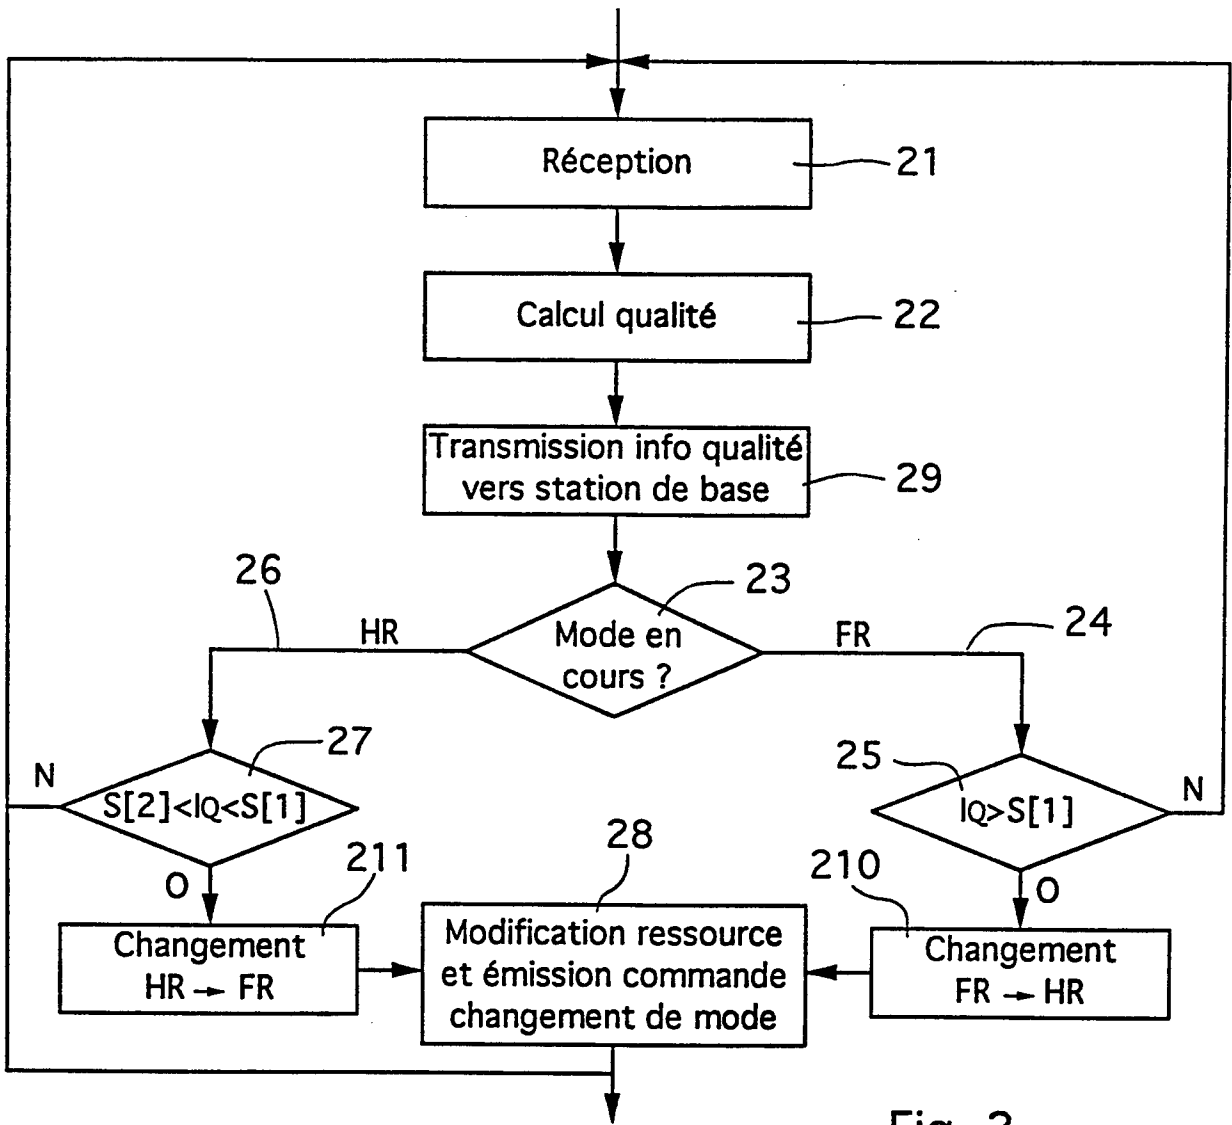 Réception
21
Calcul qualité
22
Transmission info qualité
vers station de base
29
26
23
HR
Mode en
cours ?
FR
24
27
25
N
S[2]<IQ<S[1]
IQ>S[1]
N
O
211
28
210
O
Changement
HR → FR
Modification ressource
et émission commande
changement de mode
Changement
FR → HR